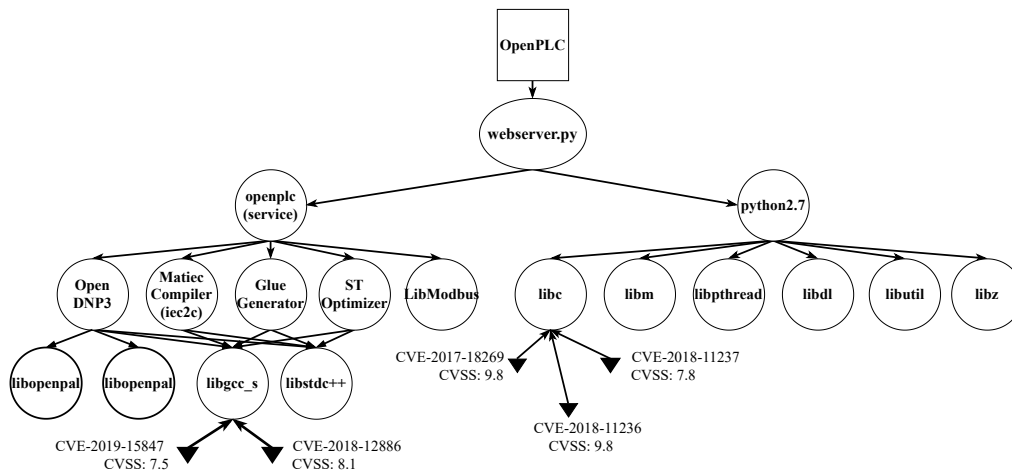 OpenPLC
webserver.py
openplc
(service)
python2.7
Open
DNP3
Matiec
Compiler
(iec2c)
Glue
Generator
ST
Optimizer
LibModbus
libc
libm
libpthread
libdl
libutil
libz
libopenpal
libopenpal
libgcc_s
libstdc++
CVE-2017-18269
CVSS: 9.8
CVE-2018-11237
CVSS: 7.8
CVE-2018-11236
CVSS: 9.8
CVE-2019-15847
CVSS: 7.5
CVE-2018-12886
CVSS: 8.1